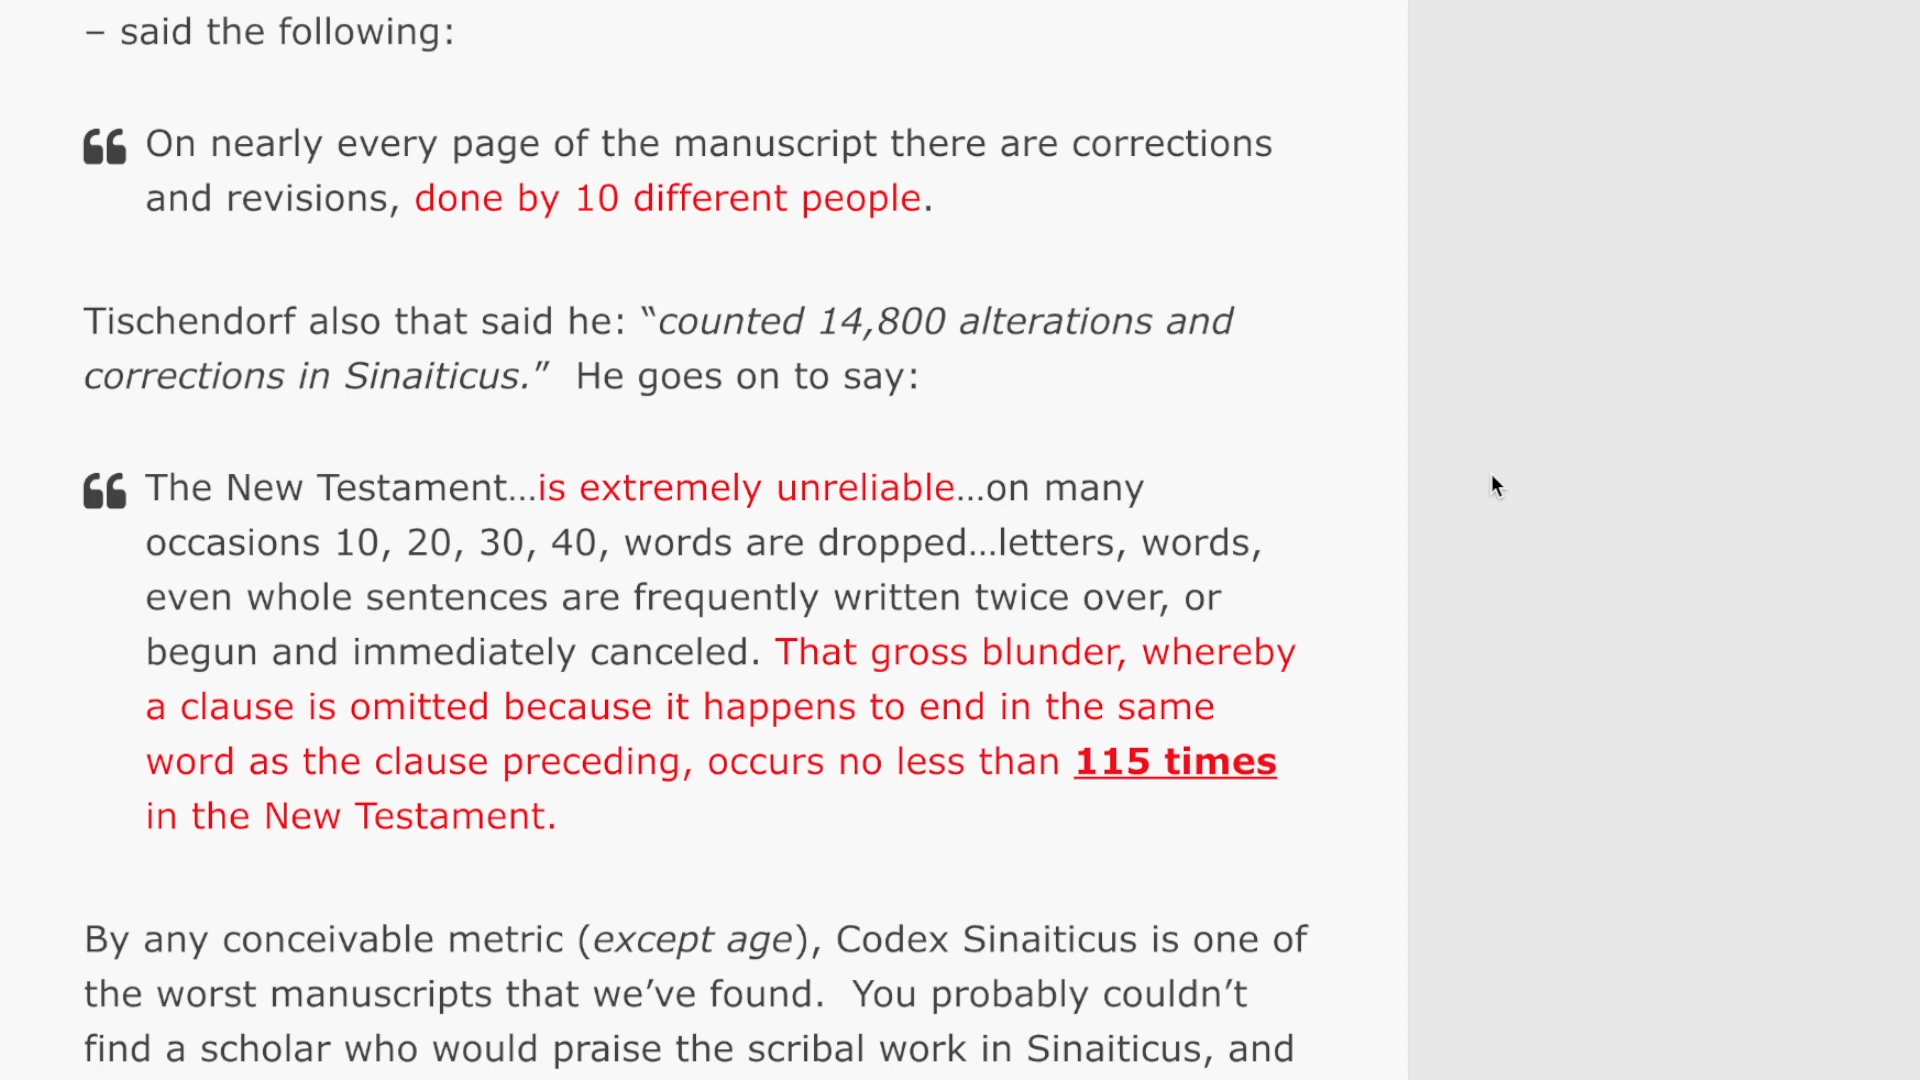 – said the following:
On nearly every page of the manuscript there are corrections
and revisions, done by 10 different people.
Tischendorf also that said he: “counted 14,800 alterations and
corrections in Sinaiticus.”  He goes on to say:
The New Testament…is extremely unreliable…on many
occasions 10, 20, 30, 40, words are dropped…letters, words,
even whole sentences are frequently written twice over, or
begun and immediately canceled. That gross blunder, whereby
a clause is omitted because it happens to end in the same
word as the clause preceding, occurs no less than 115 times
in the New Testament.
By any conceivable metric (except age), Codex Sinaiticus is one of
the worst manuscripts that we’ve found.  You probably couldn’t
find a scholar who would praise the scribal work in Sinaiticus, and